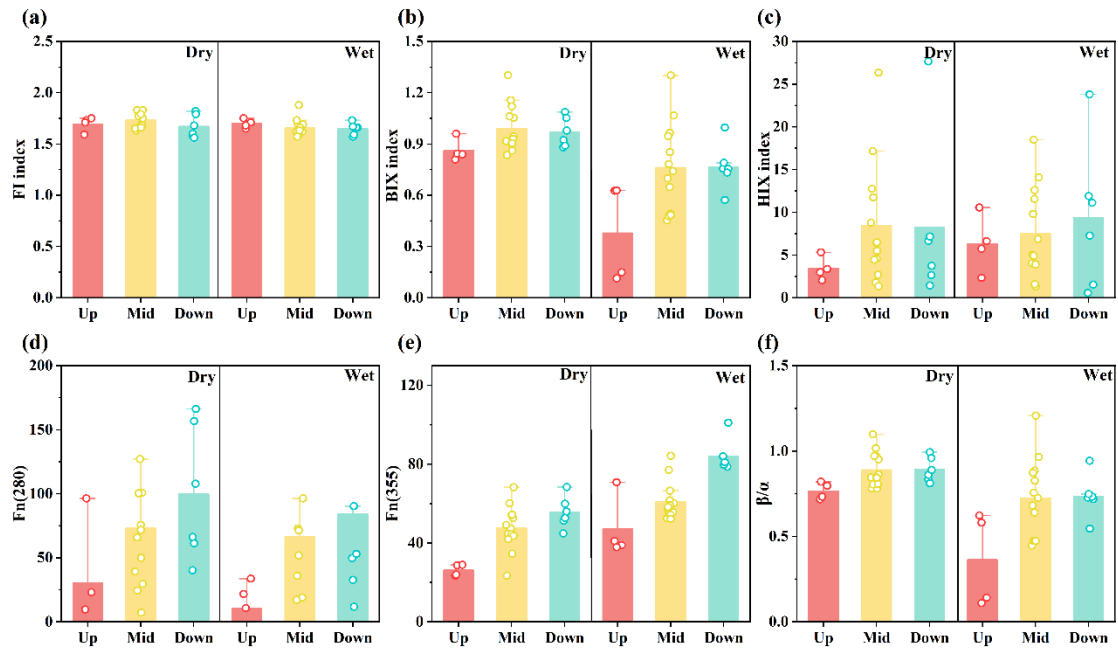 (a)
FI index
2.5
2.0
1.5
1.0
0.5
0.0
Dry
Wet
Up Mid Down Up Mid Down
(b)
BIX index
1.5
1.2
0.9
0.6
0.3
0.0
Dry
Wet
Up Mid Down Up Mid Down
(c)
HIX index
30
25
20
15
10
5
0
Dry
Wet
Up Mid Down Up Mid Down
(d)
Fn(280)
200
150
100
50
0
Dry
Wet
Up Mid Down Up Mid Down
(e)
Fn(355)
120
80
40
0
Dry
Wet
Up Mid Down Up Mid Down
(f)
β/α
1.5
1.0
0.5
0.0
Dry
Wet
Up Mid Down Up Mid Down